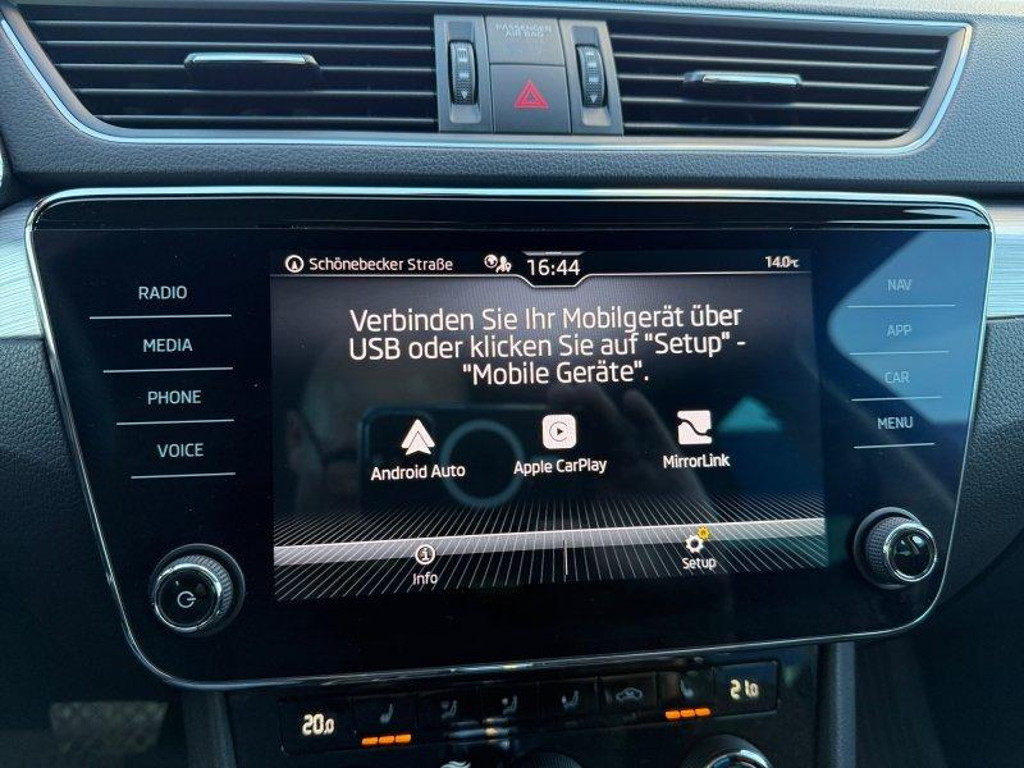 PASSENGER
AIR BAG
Schönebecker Straße
16:44
14.0°C
RADIO
MEDIA
PHONE
VOICE
Verbinden Sie Ihr Mobilgerät über
USB oder klicken Sie auf "Setup" -
"Mobile Geräte".
Android Auto
Apple CarPlay
MirrorLink
Info
Setup
NAV
APP
CAR
MENU
20.0
21.0